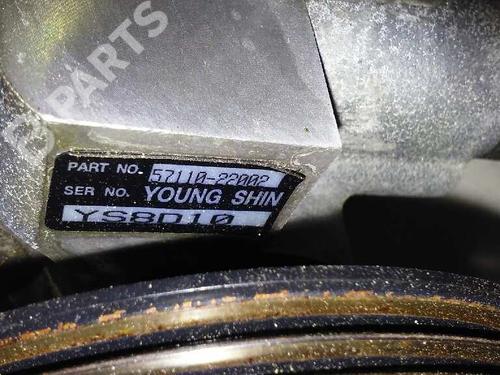 B-PARTS
PART NO. 57110-22002
SER NO. YOUNG SHIN
YS8D10